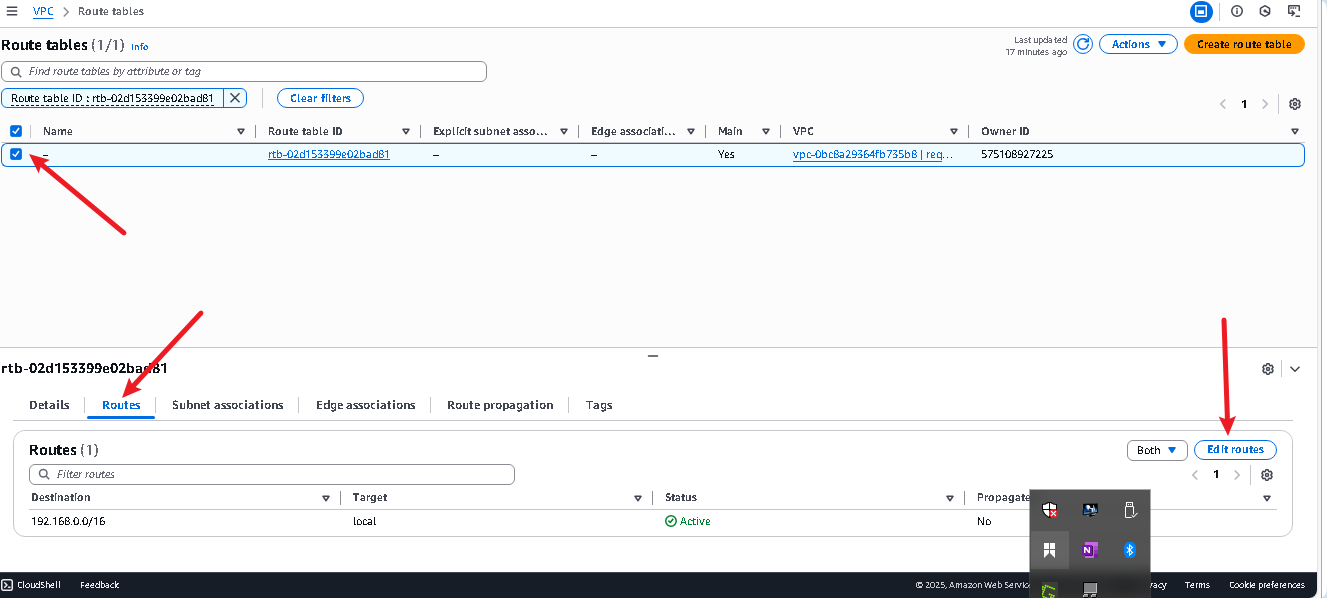 VPC > Route tables
Route tables (1/1) Info
Last updated
17 minutes ago
Actions
Create route table
Find route tables by attribute or tag
Route table ID : rtb-02d153399e02bad81
Clear filters
1
Name Route table ID Explicit subnet asso... Edge associati... Main VPC Owner ID
– rtb-02d153399e02bad81 – – Yes vpc-0bc8a29364fb735b8 | req... 575108927225
rtb-02d153399e02bad81
Details Routes Subnet associations Edge associations Route propagation Tags
Routes (1)
Both
Edit routes
Filter routes
1
Destination Target Status Propagate
192.168.0.0/16 local Active No
CloudShell Feedback © 2025, Amazon Web Terms Cookie preferences